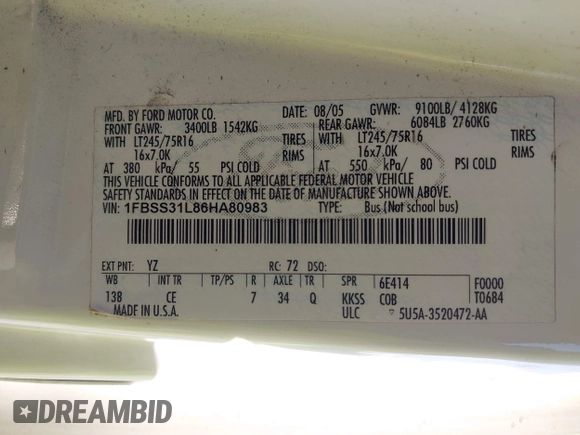 MFD. BY FORD MOTOR CO. DATE: 08/05 GVWR: 9100LB/ 4128KG
FRONT GAWR: 3400LB 1542KG REAR GAWR: 6084LB 2760KG
WITH LT245/75R16 TIRES WITH LT245/75R16 TIRES
16x7.0K RIMS 16x7.0K RIMS
AT 380 kPa/ 55 PSI COLD AT 550 kPa/ 80 PSI COLD
THIS VEHICLE CONFORMS TO ALL APPLICABLE FEDERAL MOTOR VEHICLE
SAFETY STANDARDS IN EFFECT ON THE DATE OF MANUFACTURE SHOWN ABOVE.
VIN: 1FBSS31L86HA80983 TYPE: Bus (Not school bus)
EXT PNT: YZ RC: 72 DSO:
WB INT TR TP/PS R AXLE TR SPR 6E414 F0000
138 CE 7 34 Q KKSS COB T0684
MADE IN U.S.A. ULC 5U5A-3520472-AA
DREAMBID